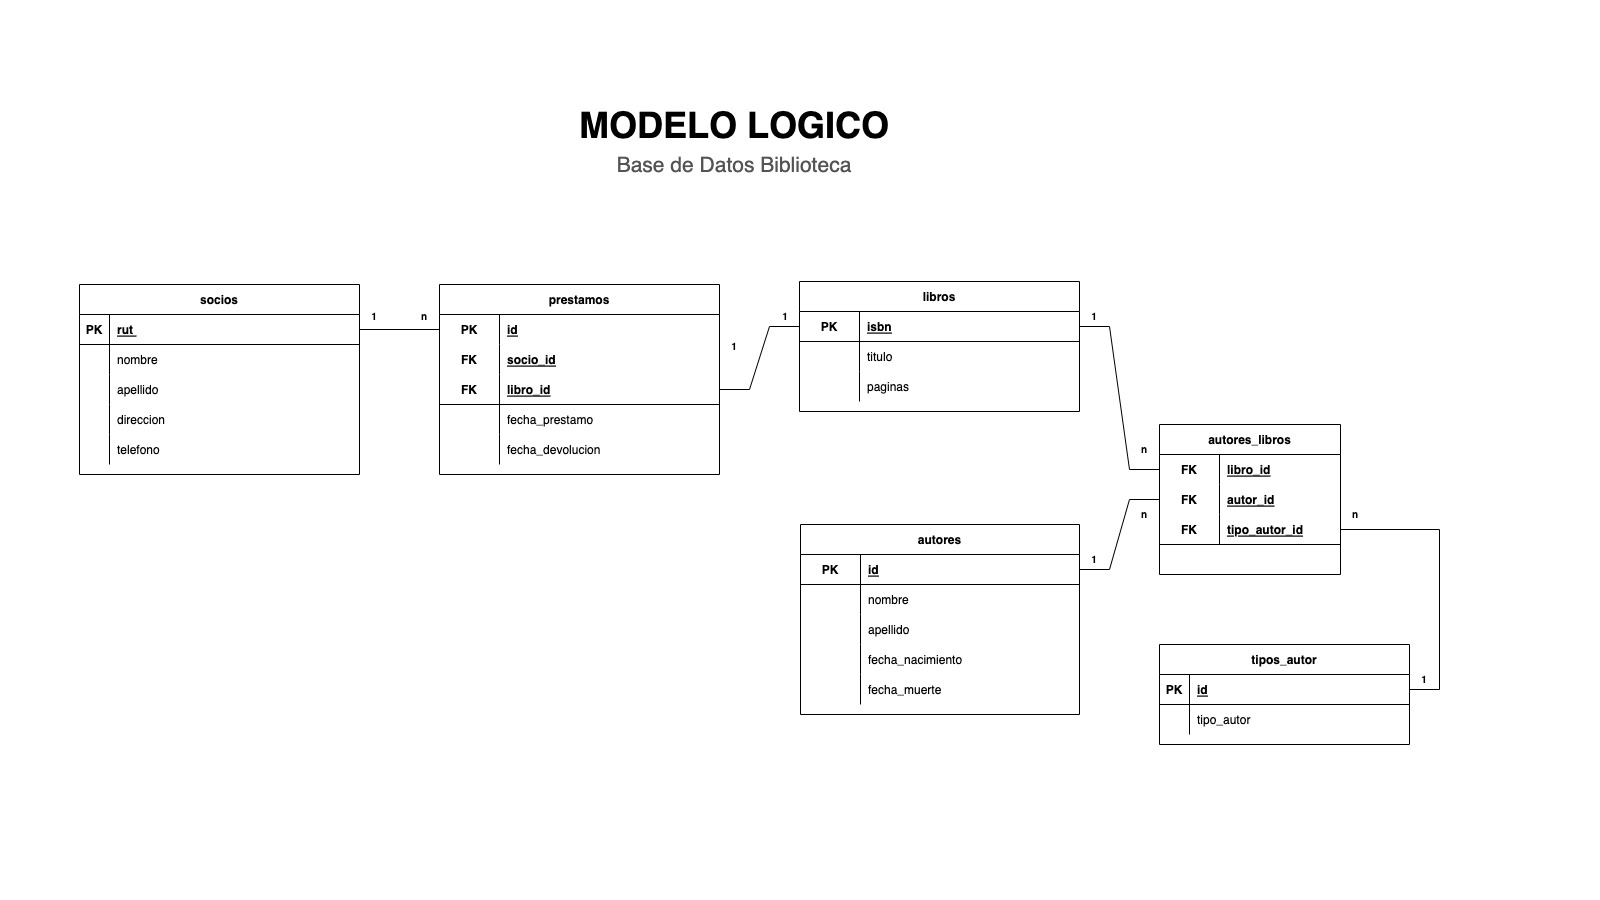 MODELO LOGICO
Base de Datos Biblioteca
socios
PK rut
nombre
apellido
direccion
telefono
1
n
prestamos
PK id
FK socio_id
FK libro_id
fecha_prestamo
fecha_devolucion
1
1
libros
PK isbn
titulo
paginas
1
n
autores_libros
FK libro_id
FK autor_id
FK tipo_autor_id
n
n
autores
PK id
nombre
apellido
fecha_nacimiento
fecha_muerte
1
tipos_autor
PK id
tipo_autor
1